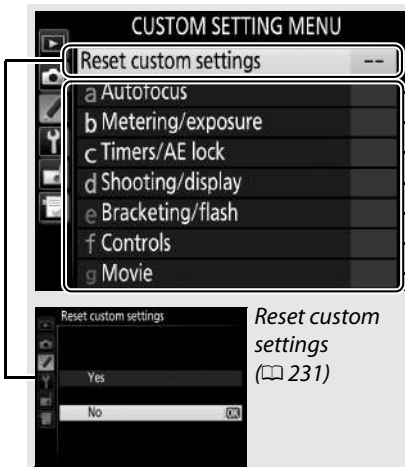 CUSTOM SETTING MENU
Reset custom settings --
a Autofocus
b Metering/exposure
c Timers/AE lock
d Shooting/display
e Bracketing/flash
f Controls
g Movie
Reset custom settings
Yes
No OK
Reset custom
settings
(📖 231)